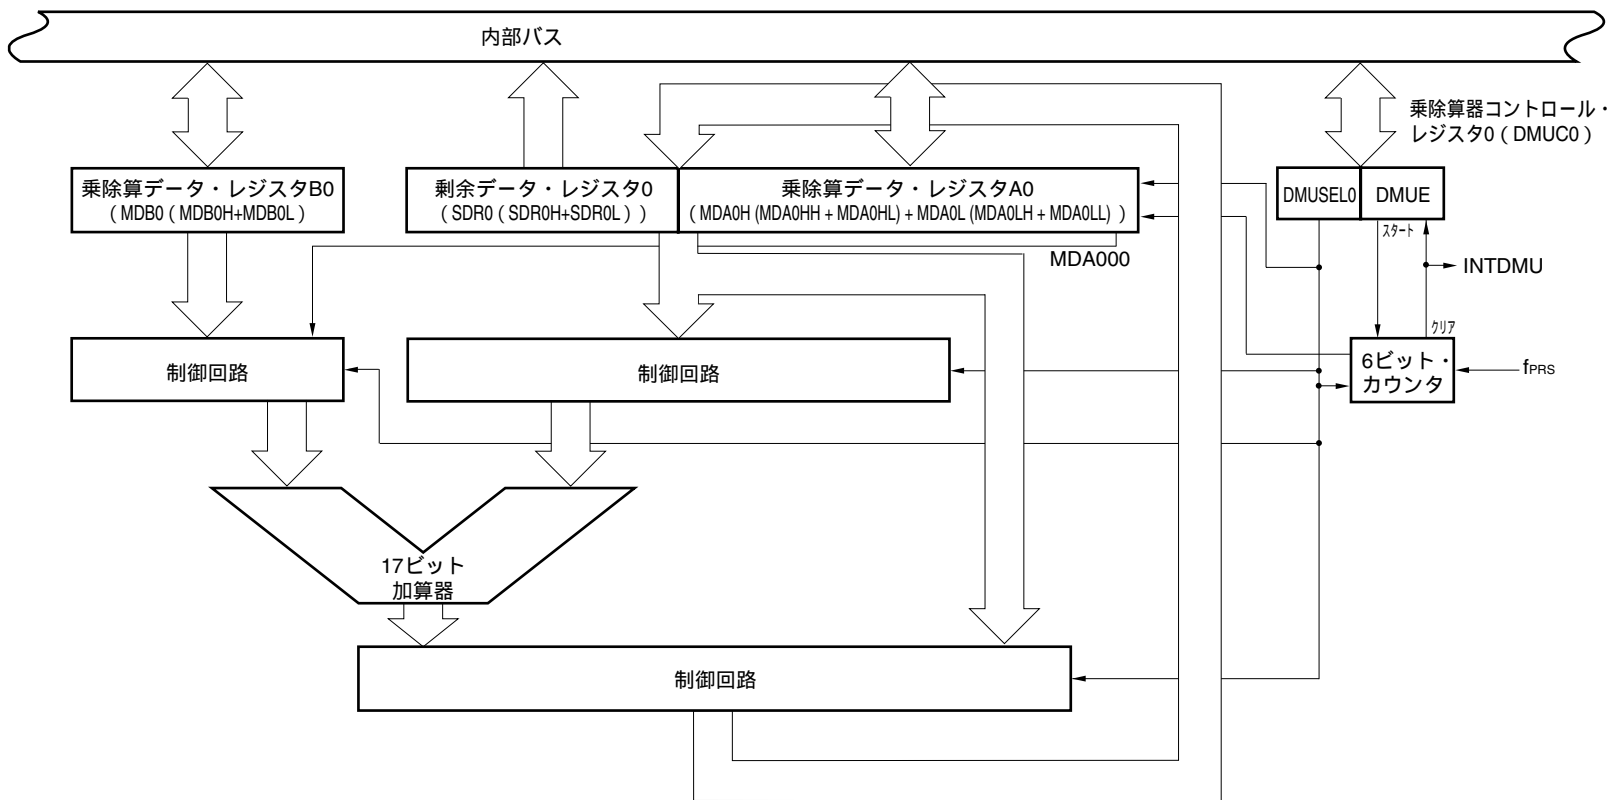 内部バス
乗除算器コントロール・
レジスタ0（DMUC0）
乗除算データ・レジスタB0
（MDB0（MDB0H+MDB0L）
剰余データ・レジスタ0
（SDR0（SDR0H+SDR0L））
乗除算データ・レジスタA0
（MDA0H (MDA0HH + MDA0HL) + MDA0L (MDA0LH + MDA0LL) ）
DMUSEL0
DMUE
スタート
MDA000
INTDMU
クリア
制御回路
制御回路
6ビット・
カウンタ
fPRS
17ビット
加算器
制御回路